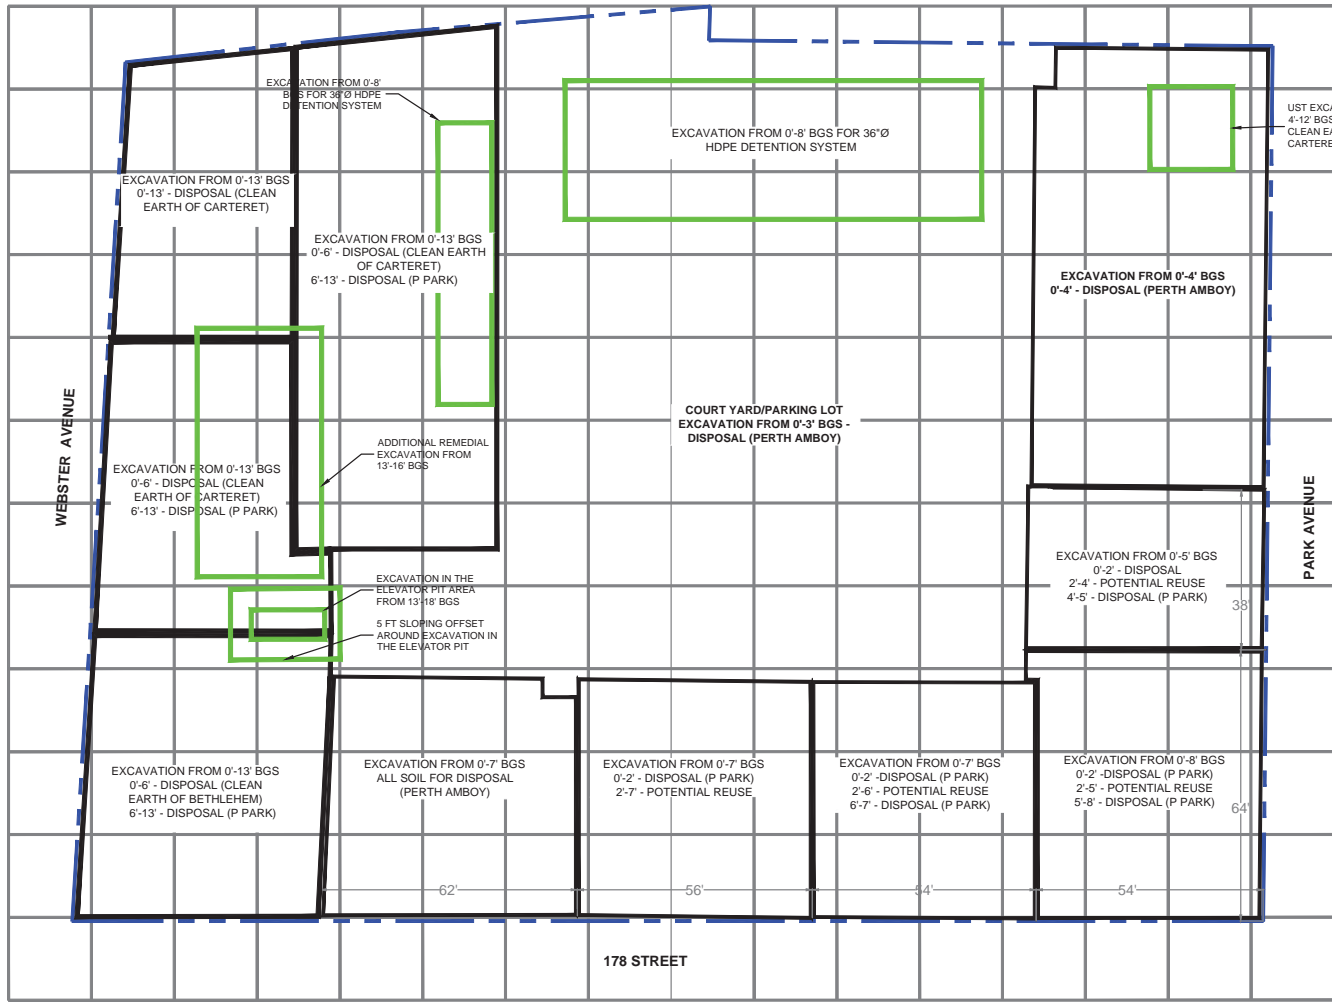 EXCAVATION FROM 0'-8'
BGS FOR 36"Ø HDPE
DETENTION SYSTEM
EXCAVATION FROM 0'-8' BGS FOR 36"Ø
HDPE DETENTION SYSTEM
UST EXCA
4'-12' BGS
CLEAN EA
CARTERE
EXCAVATION FROM 0'-13' BGS
0'-13' - DISPOSAL (CLEAN
EARTH OF CARTERET)
EXCAVATION FROM 0'-13' BGS
0'-6' - DISPOSAL (CLEAN EARTH
OF CARTERET)
6'-13' - DISPOSAL (P PARK)
EXCAVATION FROM 0'-4' BGS
0'-4' - DISPOSAL (PERTH AMBOY)
WEBSTER AVENUE
COURT YARD/PARKING LOT
EXCAVATION FROM 0'-3' BGS -
DISPOSAL (PERTH AMBOY)
ADDITIONAL REMEDIAL
EXCAVATION FROM
13'-16' BGS
EXCAVATION FROM 0'-13' BGS
0'-6' - DISPOSAL (CLEAN
EARTH OF CARTERET)
6'-13' - DISPOSAL (P PARK)
PARK AVENUE
EXCAVATION FROM 0'-5' BGS
0'-2' - DISPOSAL
2'-4' - POTENTIAL REUSE
4'-5' - DISPOSAL (P PARK)
38'
EXCAVATION IN THE
ELEVATOR PIT AREA
FROM 13'-18' BGS
5 FT SLOPING OFFSET
AROUND EXCAVATION IN
THE ELEVATOR PIT
EXCAVATION FROM 0'-13' BGS
0'-6' - DISPOSAL (CLEAN
EARTH OF BETHLEHEM)
6'-13' - DISPOSAL (P PARK)
EXCAVATION FROM 0'-7' BGS
ALL SOIL FOR DISPOSAL
(PERTH AMBOY)
EXCAVATION FROM 0'-7' BGS
0'-2' - DISPOSAL (P PARK)
2'-7' - POTENTIAL REUSE
EXCAVATION FROM 0'-7' BGS
0'-2' -DISPOSAL (P PARK)
2'-6' - POTENTIAL REUSE
6'-7' - DISPOSAL (P PARK)
EXCAVATION FROM 0'-8' BGS
0'-2' -DISPOSAL (P PARK)
2'-5' - POTENTIAL REUSE
5'-8' - DISPOSAL (P PARK)
64'
62'
56'
54'
54'
178 STREET